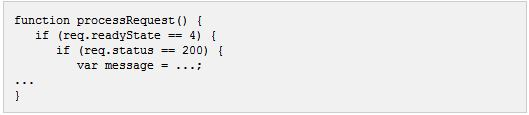 function processRequest() {
   if (req.readyState == 4) {
      if (req.status == 200) {
         var message = ...;
...
}